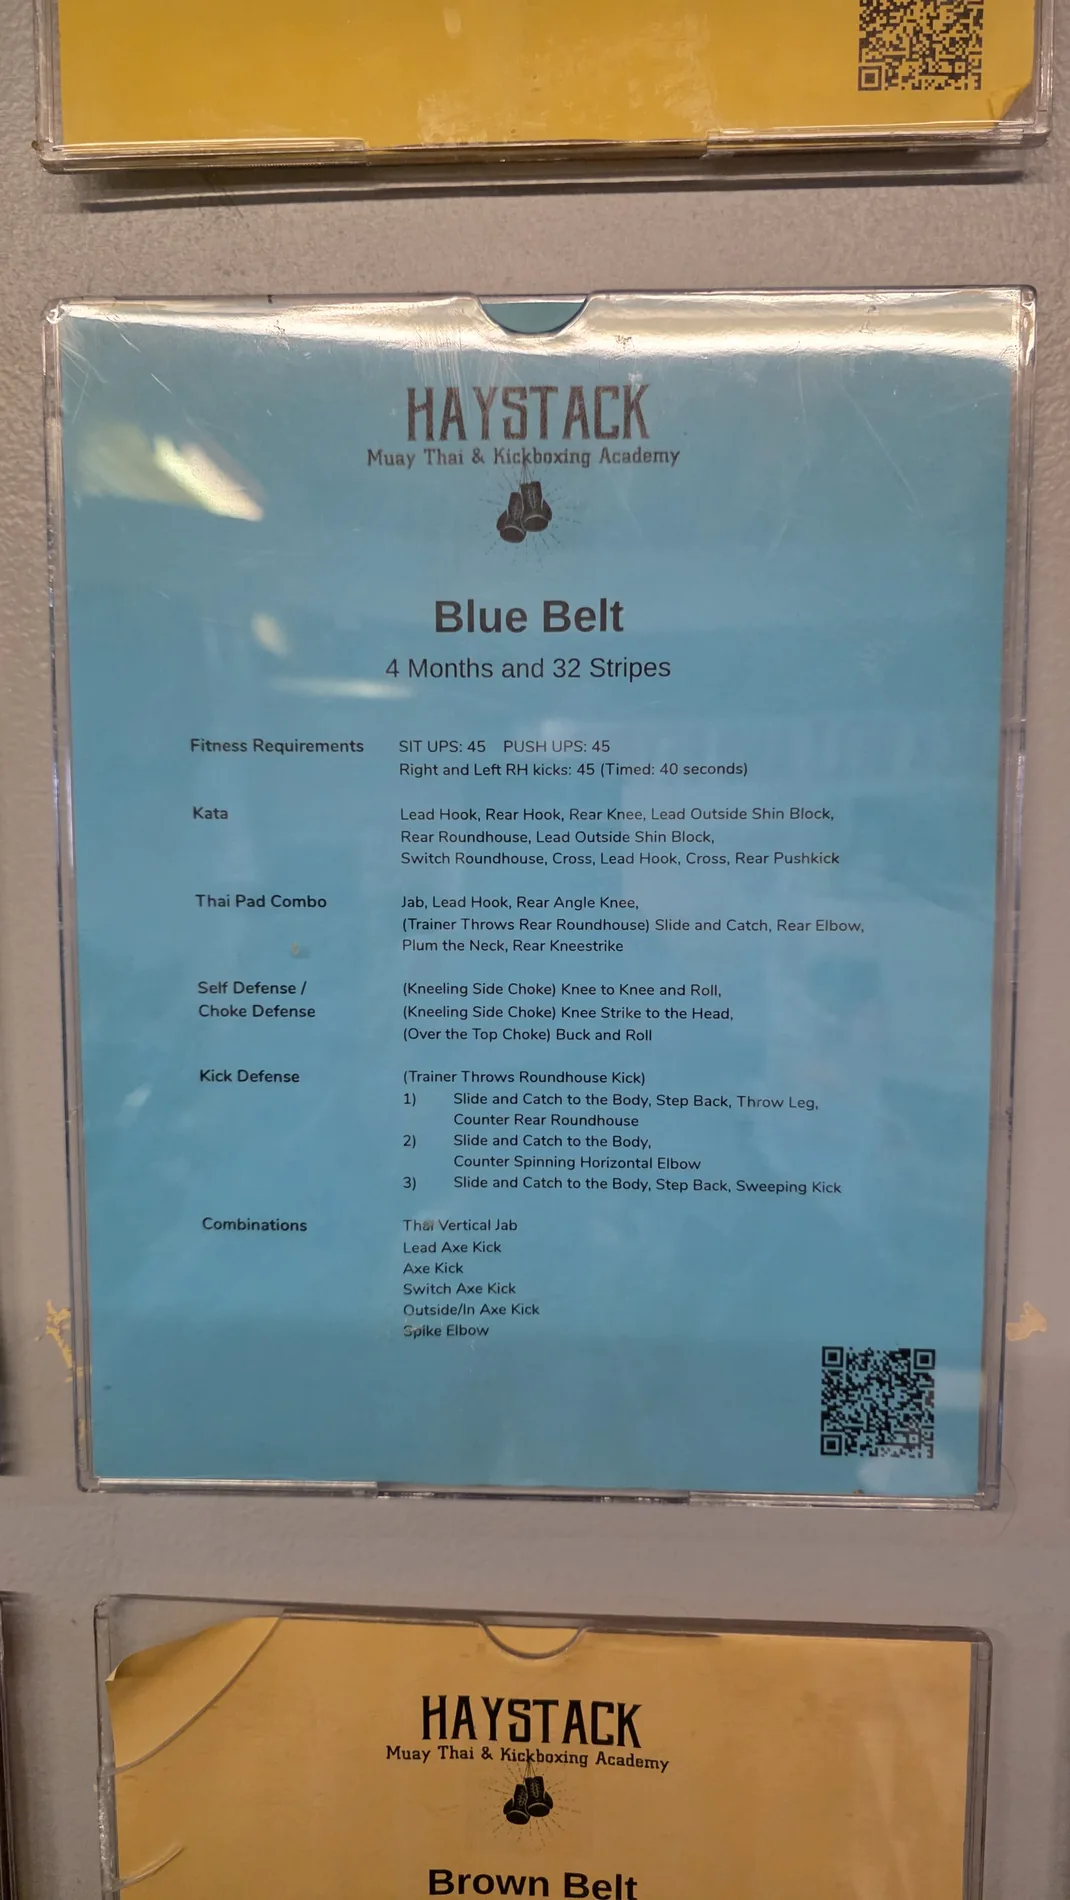 HAYSTACK
Muay Thai & Kickboxing Academy
Blue Belt
4 Months and 32 Stripes
Fitness Requirements SIT UPS: 45 PUSH UPS: 45
Right and Left RH kicks: 45 (Timed: 40 seconds)
Kata Lead Hook, Rear Hook, Rear Knee, Lead Outside Shin Block,
Rear Roundhouse, Lead Outside Shin Block,
Switch Roundhouse, Cross, Lead Hook, Cross, Rear Pushkick
Thai Pad Combo Jab, Lead Hook, Rear Angle Knee,
(Trainer Throws Rear Roundhouse) Slide and Catch, Rear Elbow,
Plum the Neck, Rear Kneestrike
Self Defense / (Kneeling Side Choke) Knee to Knee and Roll,
Choke Defense (Kneeling Side Choke) Knee Strike to the Head,
(Over the Top Choke) Buck and Roll
Kick Defense (Trainer Throws Roundhouse Kick)
1) Slide and Catch to the Body, Step Back, Throw Leg,
Counter Rear Roundhouse
2) Slide and Catch to the Body,
Counter Spinning Horizontal Elbow
3) Slide and Catch to the Body, Step Back, Sweeping Kick
Combinations Thai Vertical Jab
Lead Axe Kick
Axe Kick
Switch Axe Kick
Outside/In Axe Kick
Spike Elbow
HAYSTACK
Muay Thai & Kickboxing Academy
Brown Belt